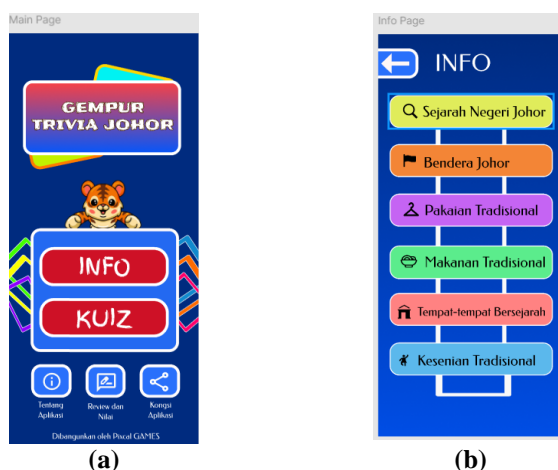 Main Page
GEMPUR
TRIVIA JOHOR
INFO
KUIZ
Tentang
Aplikasi
Review dan
Nilai
Kongsi
Aplikasi
Dibangunkan oleh Piscal GAMES
(a)
Info Page
INFO
Sejarah Negeri Johor
Bendera Johor
Pakaian Tradisional
Makanan Tradisional
Tempat-tempat Bersejarah
Kesenian Tradisional
(b)